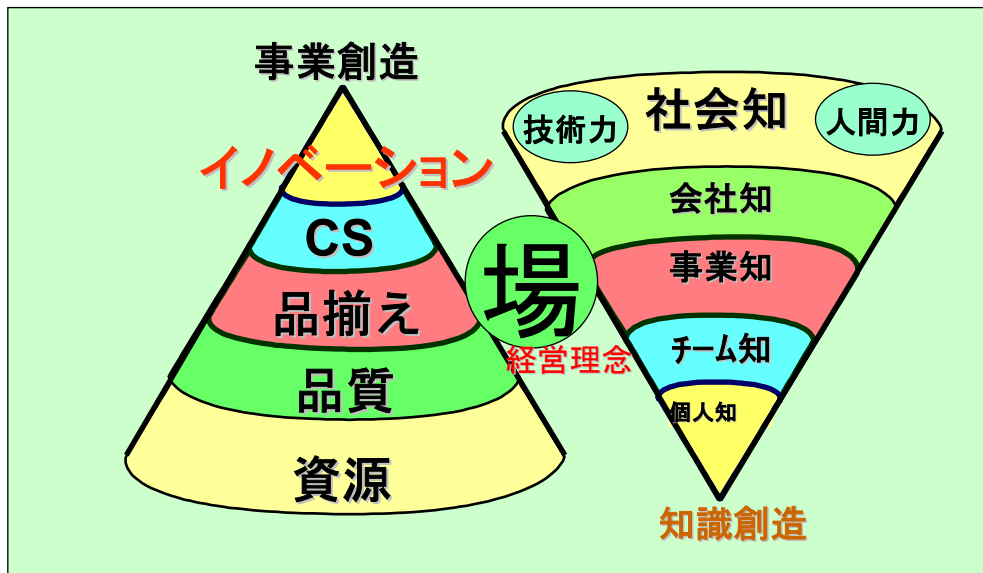 事業創造
イノベーション
CS
品揃え
品質
資源
場
経営理念
技術力
社会知
人間力
会社知
事業知
チーム知
個人知
知識創造